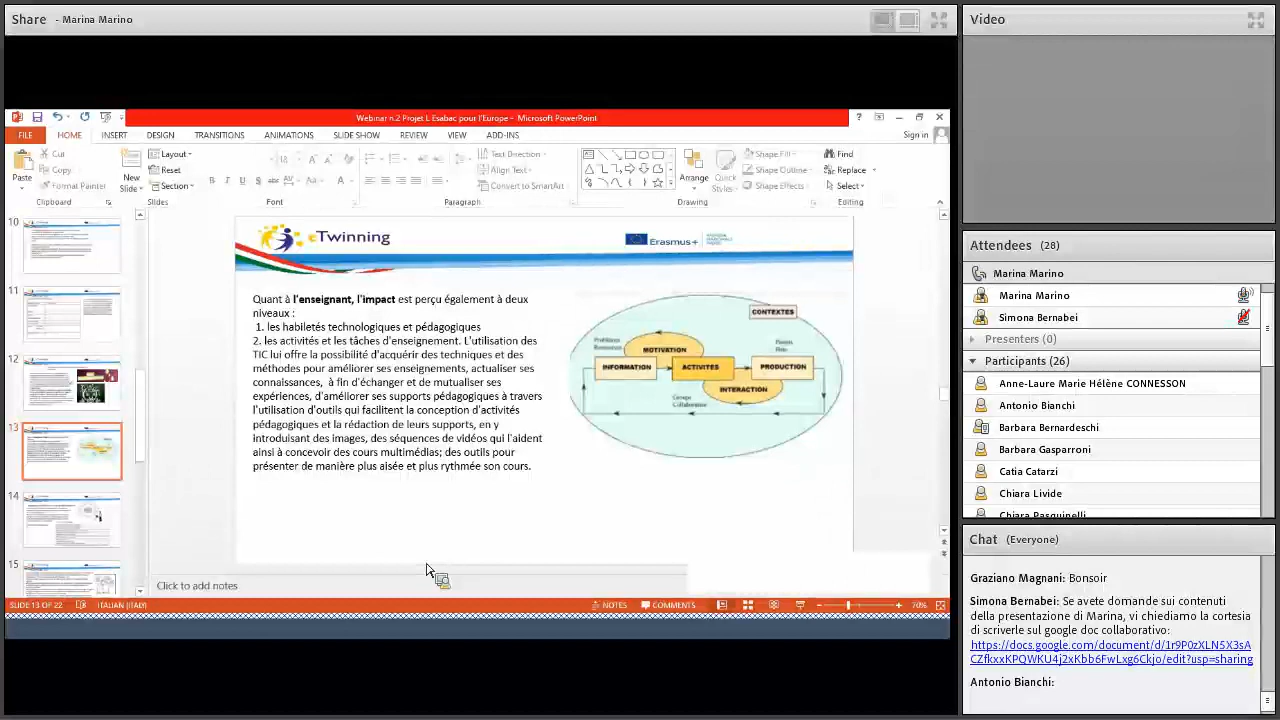 Share - Marina Marino
Webinar n.2 Projet L Esabac pour l'Europe - Microsoft PowerPoint
FILE HOME INSERT DESIGN TRANSITIONS ANIMATIONS SLIDE SHOW REVIEW VIEW ADD-INS Sign in
Paste
Cut
Copy
Format Painter
Clipboard
New
Slide
Layout
Reset
Section
Slides
Font
Text Direction
Align Text
Convert to SmartArt
Paragraph
Arrange
Quick
Styles
Shape Fill
Shape Outline
Shape Effects
Drawing
Find
Replace
Select
Editing
10
11
12
13
14
15
eTwinning
Erasmus+
Quant à l'enseignant, l'impact est perçu également à deux
niveaux :
1. les habiletés technologiques et pédagogiques
2. les activités et les tâches d'enseignement. L'utilisation des
TIC lui offre la possibilité d'acquérir des techniques et des
méthodes pour améliorer ses enseignements, actualiser ses
connaissances, à fin d'échanger et de mutualiser ses
expériences, d'améliorer ses supports pédagogiques à travers
l'utilisation d'outils qui facilitent la conception d'activités
pédagogiques et la rédaction de leurs supports, en y
introduisant des images, des séquences de vidéos qui l'aident
ainsi à concevoir des cours multimédias; des outils pour
présenter de manière plus aisée et plus rythmée son cours.
CONTEXTES
MOTIVATION
INFORMATION
ACTIVITES
PRODUCTION
INTERACTION
Click to add notes
SLIDE 13 OF 22 ITALIAN (ITALY) NOTES COMMENTS 70%
Video
Attendees (28)
Marina Marino
Marina Marino
Simona Bernabei
Presenters (0)
Participants (26)
Anne-Laure Marie Hélène CONNESSON
Antonio Bianchi
Barbara Bernardeschi
Barbara Gasparroni
Catia Catarzi
Chiara Livide
Chiara Pasquinelli
Chat (Everyone)
Graziano Magnani: Bonsoir
Simona Bernabei: Se avete domande sui contenuti
della presentazione di Marina, vi chiediamo la cortesia
di scriverle sul google doc collaborativo:
https://docs.google.com/document/d/1r9P0zXLN5X3sA
CZfkxxKPQWKU4j2xKbb6FwLxg6Ckjo/edit?usp=sharing
Antonio Bianchi: